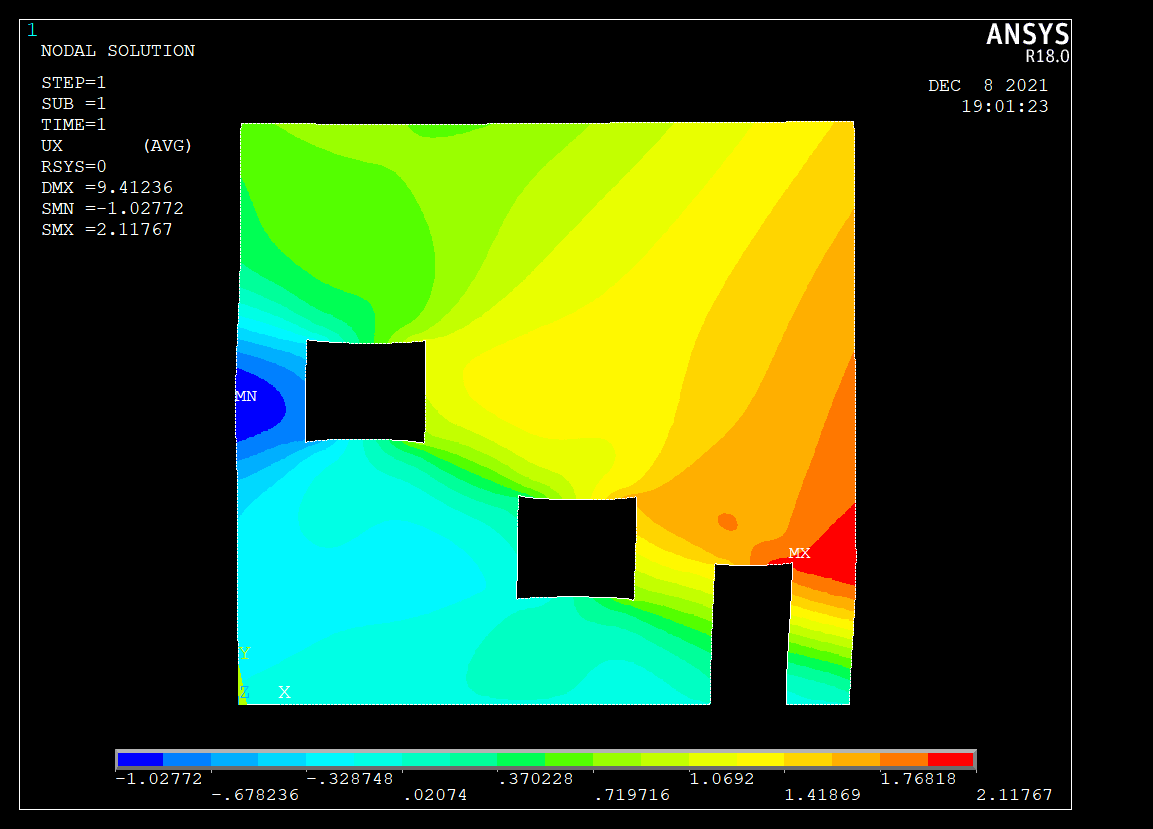 1
NODAL SOLUTION
STEP=1
SUB =1
TIME=1
UX (AVG)
RSYS=0
DMX =9.41236
SMN =-1.02772
SMX =2.11767
ANSYS
R18.0
DEC 8 2021
19:01:23
MN
MX
Y
Z X
-1.02772 -.328748 .370228 1.0692 1.76818
-.678236 .02074 .719716 1.41869 2.11767